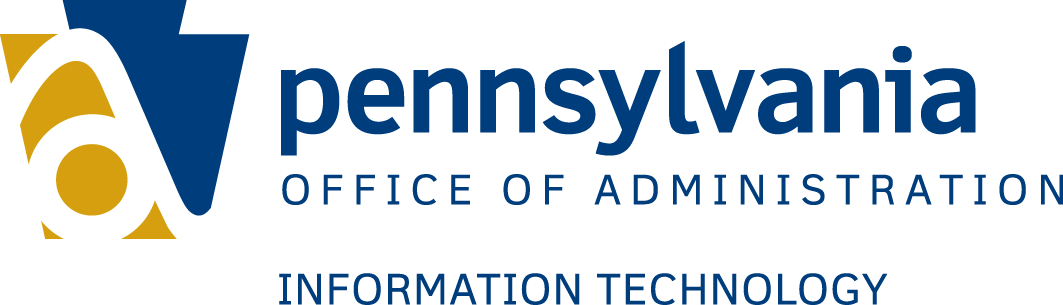 pennsylvania
OFFICE OF ADMINISTRATION
INFORMATION TECHNOLOGY